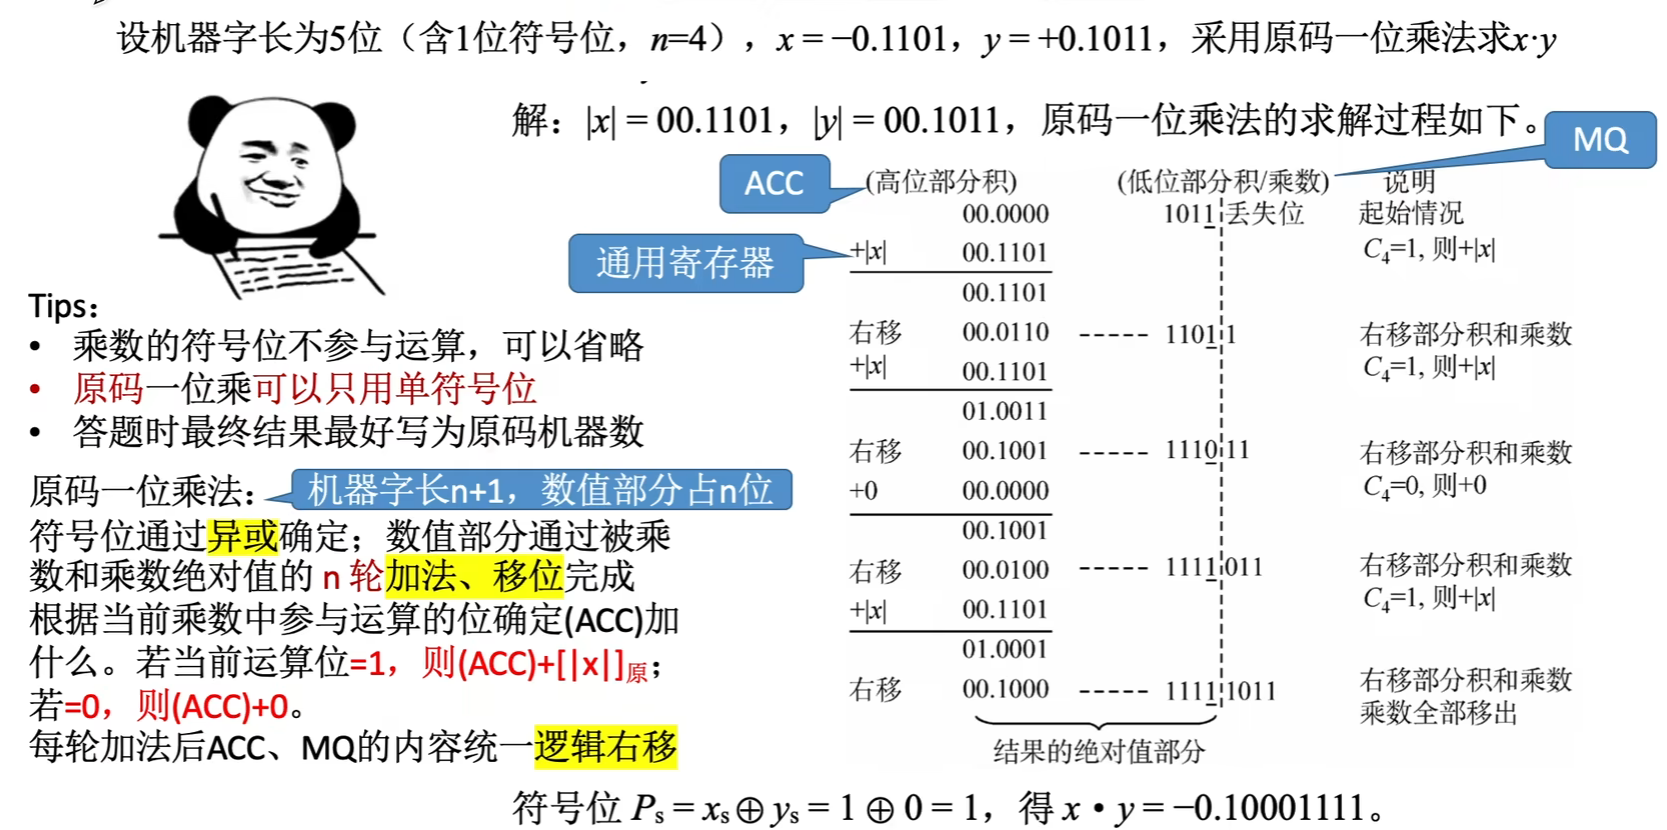 设机器字长为5位（含1位符号位，n=4），x = −0.1101，y = +0.1011，采用原码一位乘法求x·y
解：|x| = 00.1101，|y| = 00.1011，原码一位乘法的求解过程如下。
MQ
ACC
(高位部分积) (低位部分积/乘数) 说明
00.0000 1011 丢失位 起始情况
通用寄存器
+|x| 00.1101 C₄=1, 则+|x|
00.1101
右移 00.0110 ----- 1101 1 右移部分积和乘数
+|x| 00.1101 C₄=1, 则+|x|
01.0011
右移 00.1001 ----- 1110 11 右移部分积和乘数
+0 00.0000 C₄=0, 则+0
00.1001
右移 00.0100 ----- 1111 011 右移部分积和乘数
+|x| 00.1101 C₄=1, 则+|x|
01.0001
右移 00.1000 ----- 1111 1011 右移部分积和乘数
乘数全部移出
结果的绝对值部分
Tips：
• 乘数的符号位不参与运算，可以省略
• 原码一位乘可以只用单符号位
• 答题时最终结果最好写为原码机器数
原码一位乘法：
机器字长n+1，数值部分占n位
符号位通过异或确定；数值部分通过被乘
数和乘数绝对值的 n 轮加法、移位完成
根据当前乘数中参与运算的位确定(ACC)加
什么。若当前运算位=1，则(ACC)+[|x|]原；
若=0，则(ACC)+0。
每轮加法后ACC、MQ的内容统一逻辑右移
符号位 Pₛ = xₛ ⊕ yₛ = 1 ⊕ 0 = 1，得 x • y = −0.10001111。